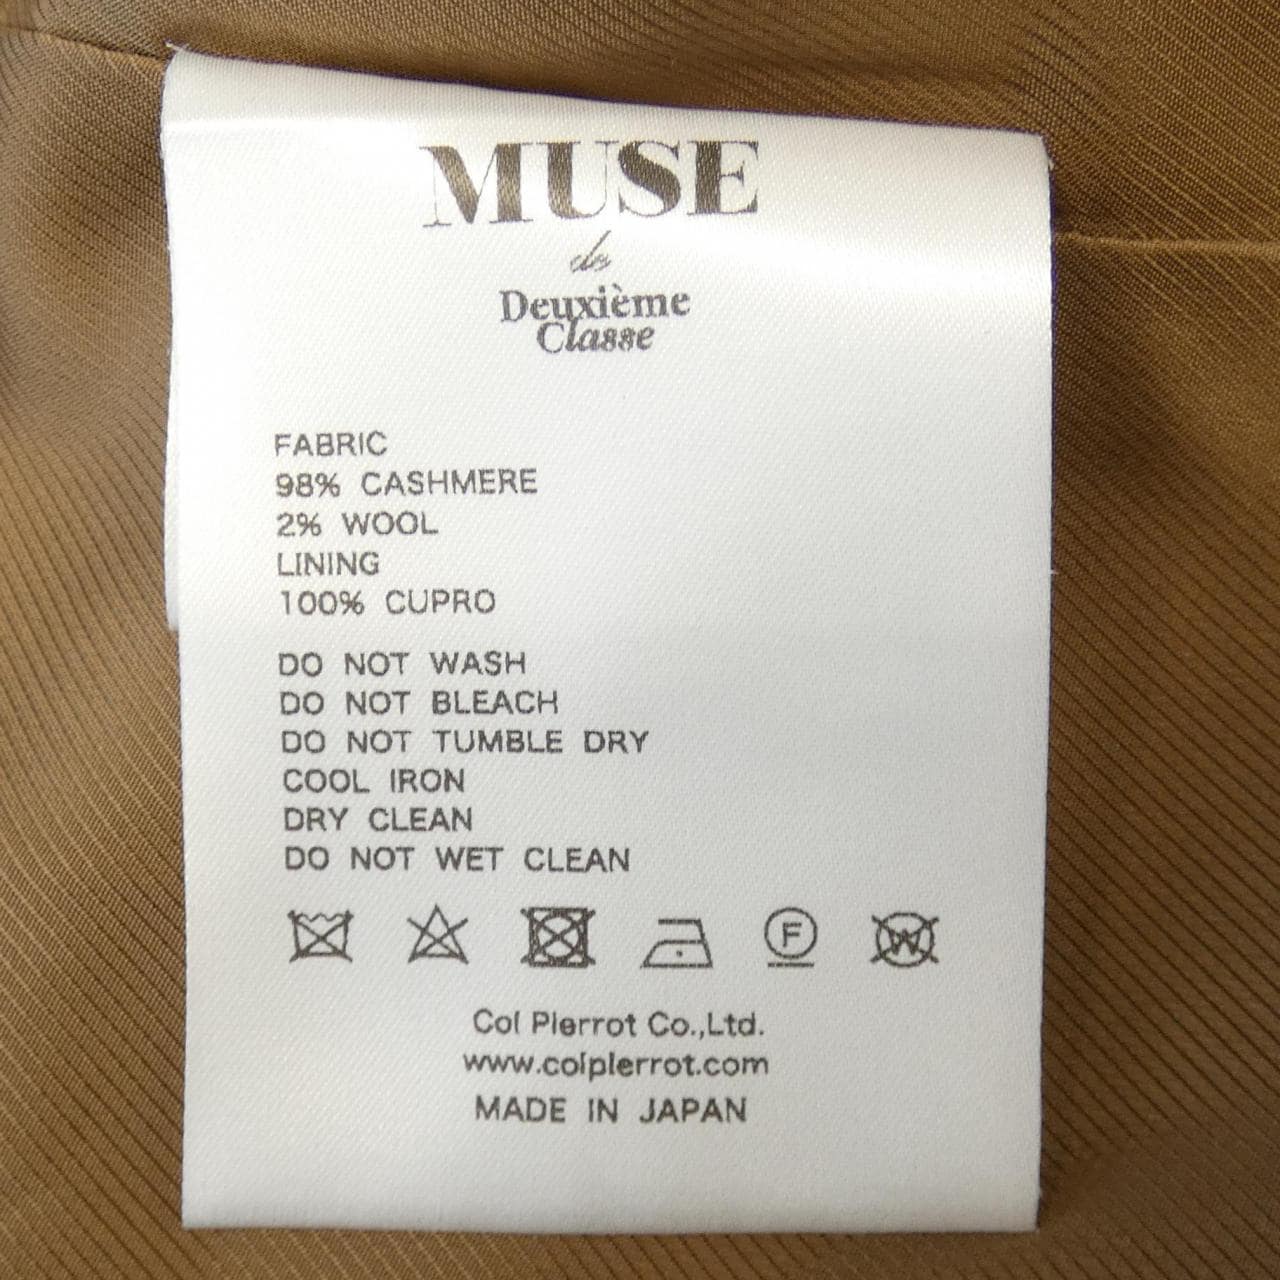 MUSE
de
Deuxième
Classe
FABRIC
98% CASHMERE
2% WOOL
LINING
100% CUPRO
DO NOT WASH
DO NOT BLEACH
DO NOT TUMBLE DRY
COOL IRON
DRY CLEAN
DO NOT WET CLEAN
F W
Col Pierrot Co.,Ltd.
www.colpierrot.com
MADE IN JAPAN